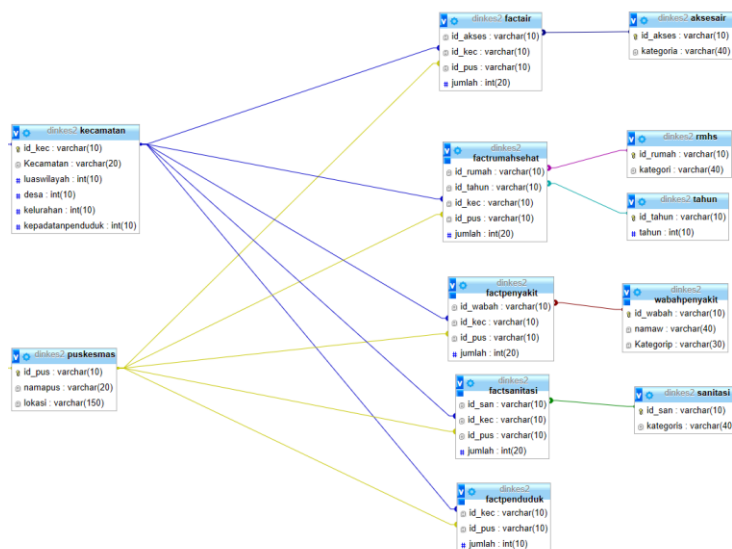 dinkes2 factair
id_akses : varchar(10)
id_kec : varchar(10)
id_pus : varchar(10)
# jumlah : int(20)
dinkes2 aksesair
id_akses : varchar(10)
kategoria : varchar(40)
dinkes2 kecamatan
id_kec : varchar(10)
Kecamatan : varchar(20)
# luaswilayah : int(10)
# desa : int(10)
# kelurahan : int(10)
# kepadatanpenduduk : int(10)
dinkes2
factrumahsehat
id_rumah : varchar(10)
id_tahun : varchar(10)
id_kec : varchar(10)
id_pus : varchar(10)
# jumlah : int(20)
dinkes2 rmhs
id_rumah : varchar(10)
kategori : varchar(40)
dinkes2 tahun
id_tahun : varchar(10)
# tahun : int(10)
dinkes2
factpenyakit
id_wabah : varchar(10)
id_kec : varchar(10)
id_pus : varchar(10)
# jumlah : int(20)
dinkes2
wabahpenyakit
id_wabah : varchar(10)
namaw : varchar(40)
Kategorip : varchar(30)
dinkes2 puskesmas
id_pus : varchar(10)
namapus : varchar(20)
lokasi : varchar(150)
dinkes2
factsanitasi
id_san : varchar(10)
id_kec : varchar(10)
id_pus : varchar(10)
# jumlah : int(20)
dinkes2 sanitasi
id_san : varchar(10)
kategoris : varchar(40)
dinkes2
factpenduduk
id_kec : varchar(10)
id_pus : varchar(10)
# jumlah : int(10)